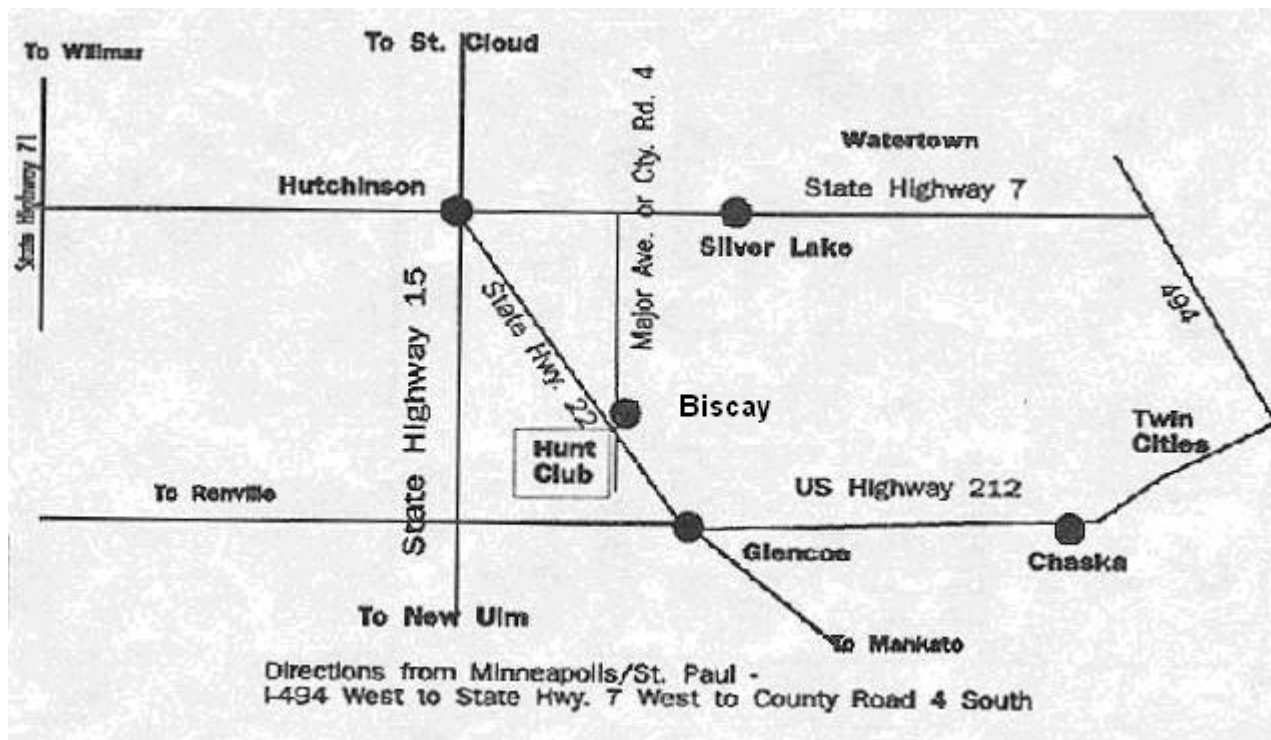 To Willmar
To St. Cloud
State Highway 71
Major Ave. or Cty. Rd. 4
Watertown
Hutchinson
State Highway 7
Silver Lake
State Highway 15
State Hwy. 22
494
Biscay
Twin
Cities
Hunt
Club
To Renville
US Highway 212
Glencoe
Chaska
To New Ulm
To Mankato
Directions from Minneapolis/St. Paul -
I-494 West to State Hwy. 7 West to County Road 4 South